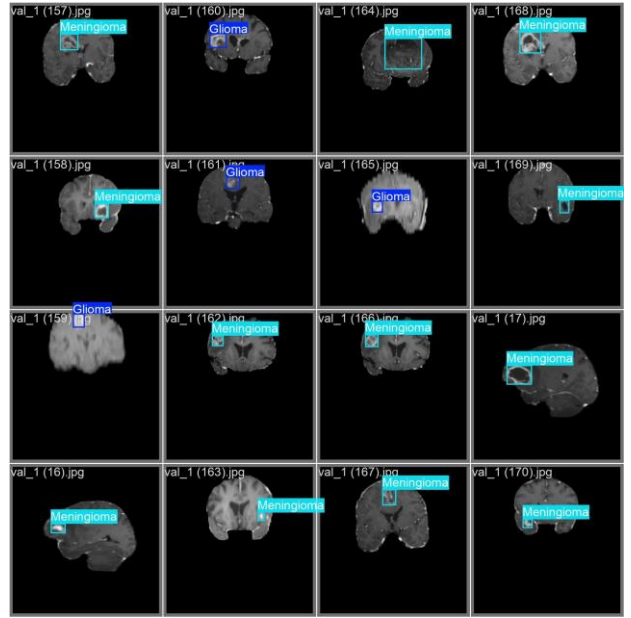 val_1 (157).jpg
Meningioma
val_1 (160).jpg
Glioma
val_1 (164).jpg
Meningioma
val_1 (168).jpg
Meningioma
val_1 (158).jpg
Meningioma
val_1 (161).jpg
Glioma
val_1 (165).jpg
Glioma
val_1 (169).jpg
Meningioma
val_1 (159).jpg
Glioma
val_1 (162).jpg
Meningioma
val_1 (166).jpg
Meningioma
val_1 (17).jpg
Meningioma
val_1 (16).jpg
Meningioma
val_1 (163).jpg
Meningioma
val_1 (167).jpg
Meningioma
val_1 (170).jpg
Meningioma